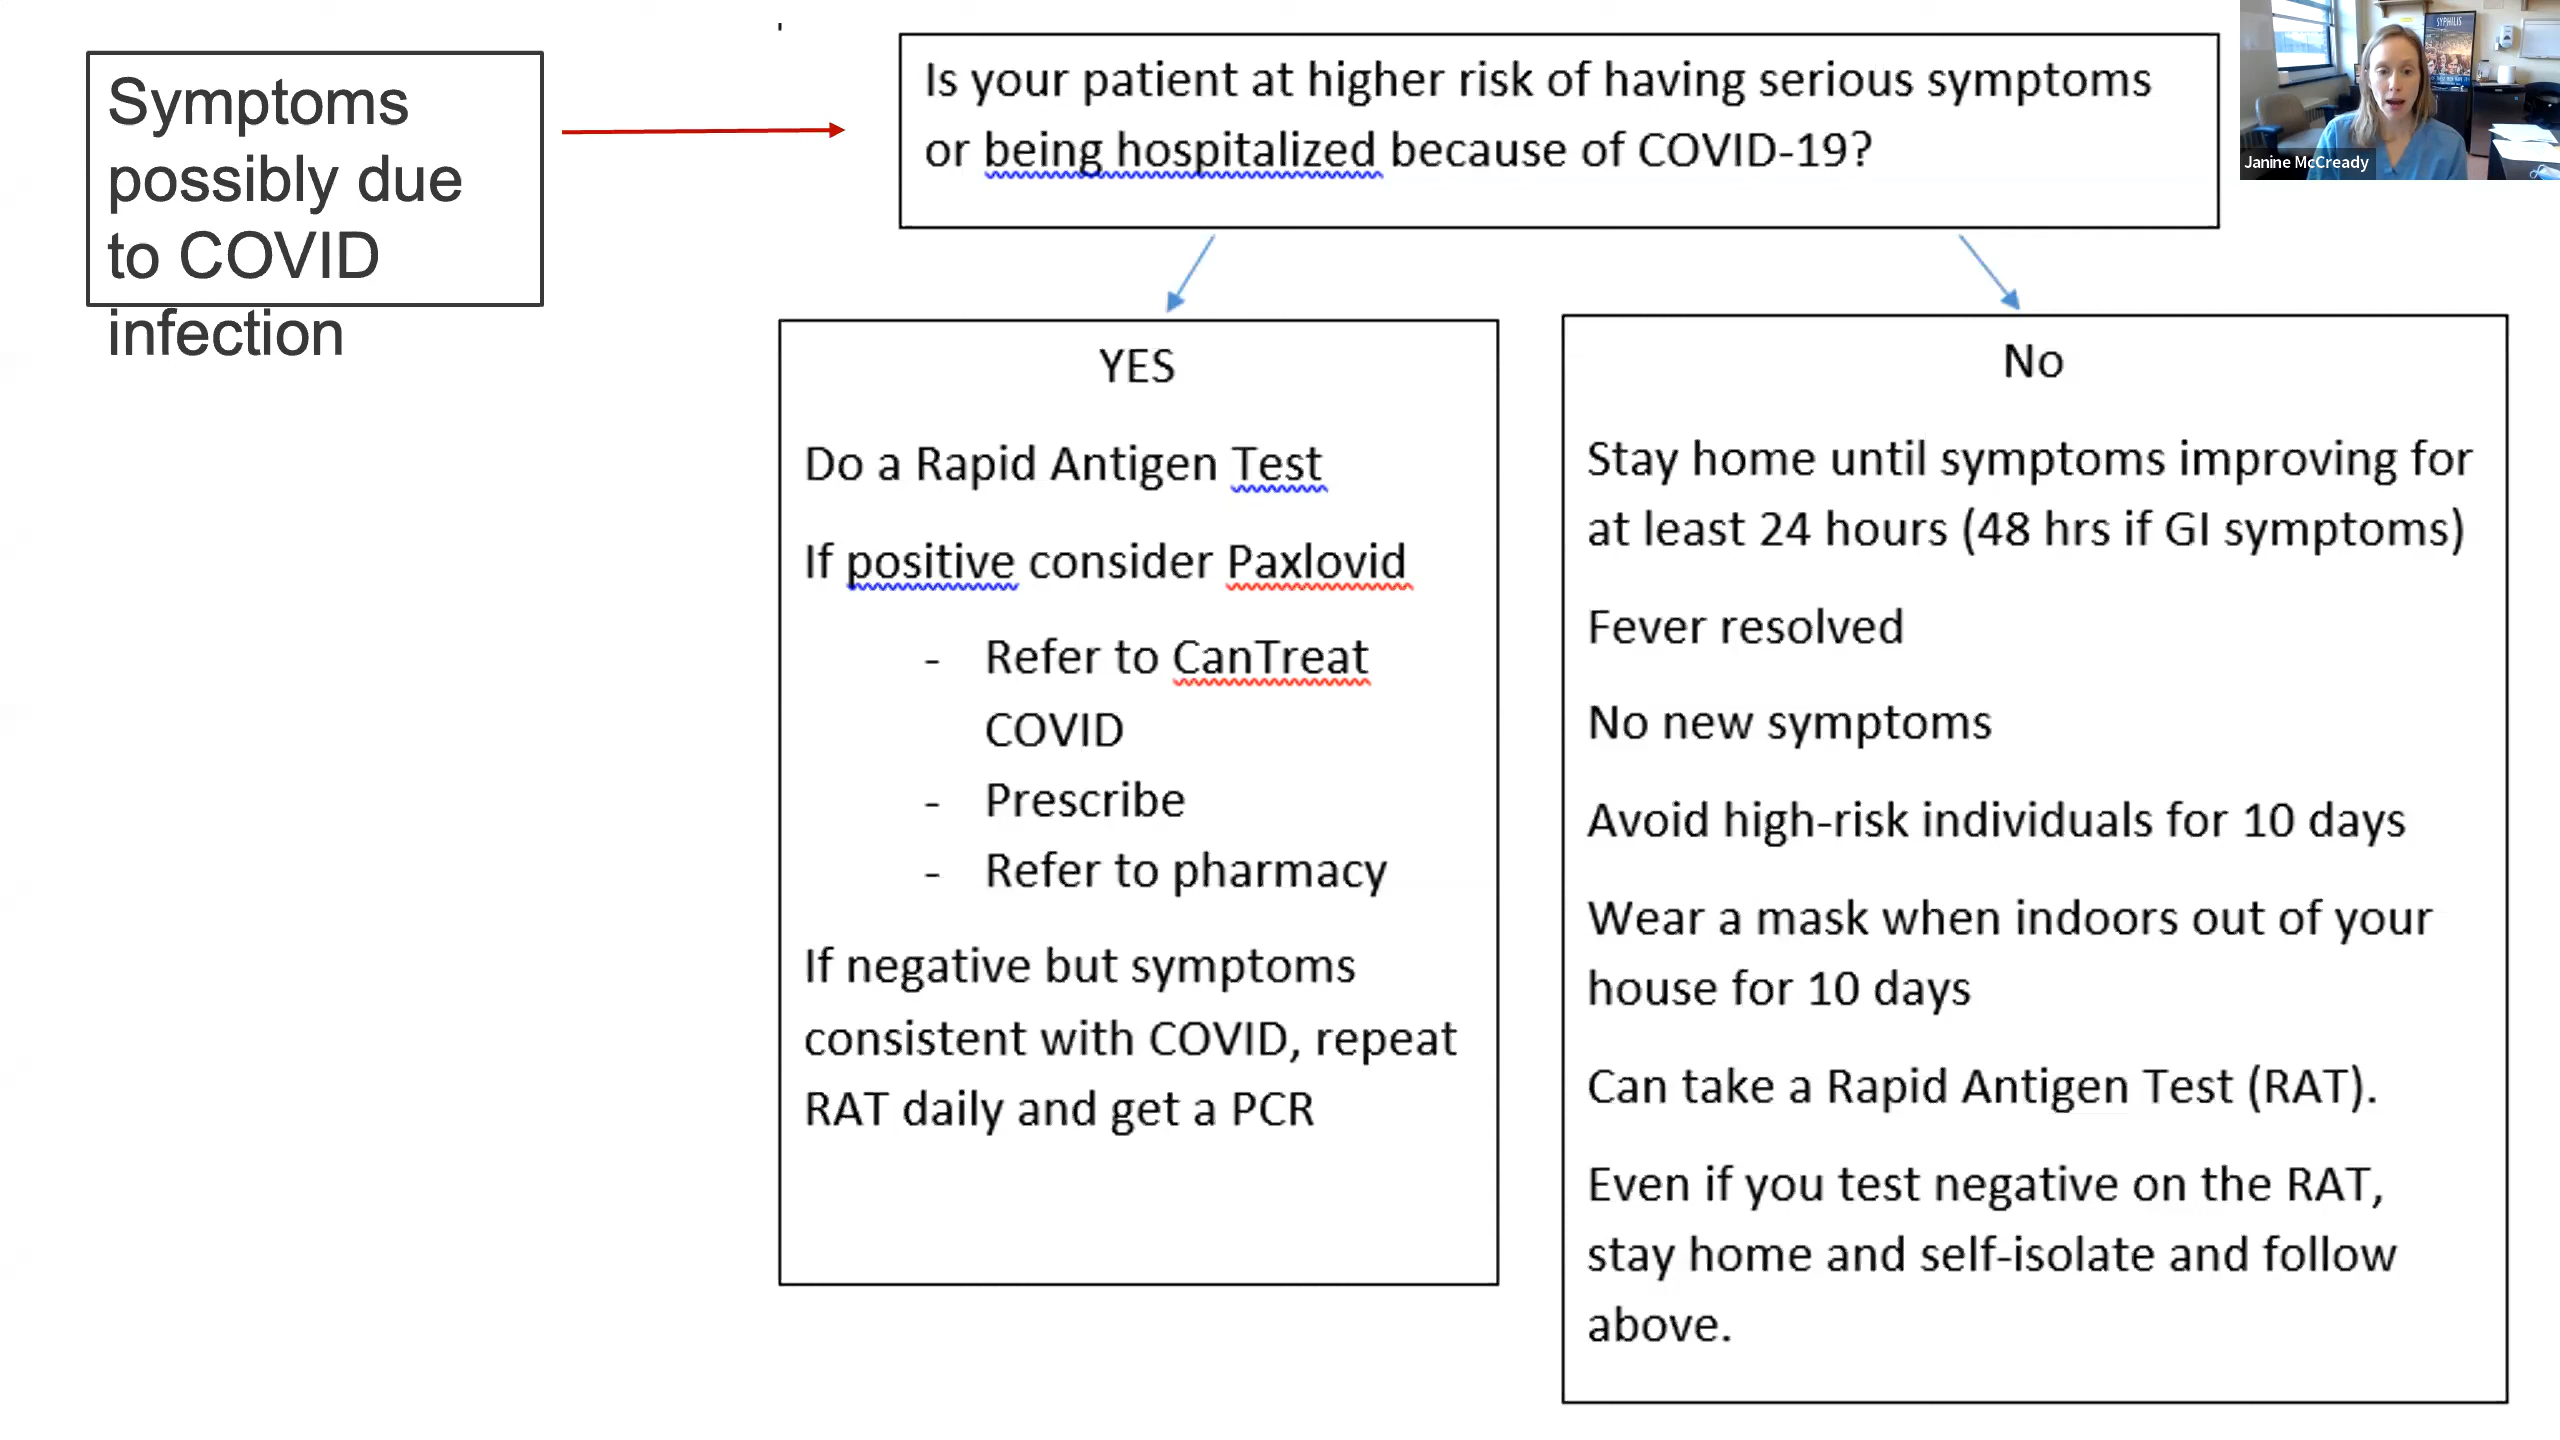 Symptoms
possibly due
to COVID
infection
Is your patient at higher risk of having serious symptoms
or being hospitalized because of COVID-19?
SYPHILIS
Janine McCready
YES
Do a Rapid Antigen Test
If positive consider Paxlovid
- Refer to CanTreat
COVID
- Prescribe
- Refer to pharmacy
If negative but symptoms
consistent with COVID, repeat
RAT daily and get a PCR
No
Stay home until symptoms improving for
at least 24 hours (48 hrs if GI symptoms)
Fever resolved
No new symptoms
Avoid high-risk individuals for 10 days
Wear a mask when indoors out of your
house for 10 days
Can take a Rapid Antigen Test (RAT).
Even if you test negative on the RAT,
stay home and self-isolate and follow
above.